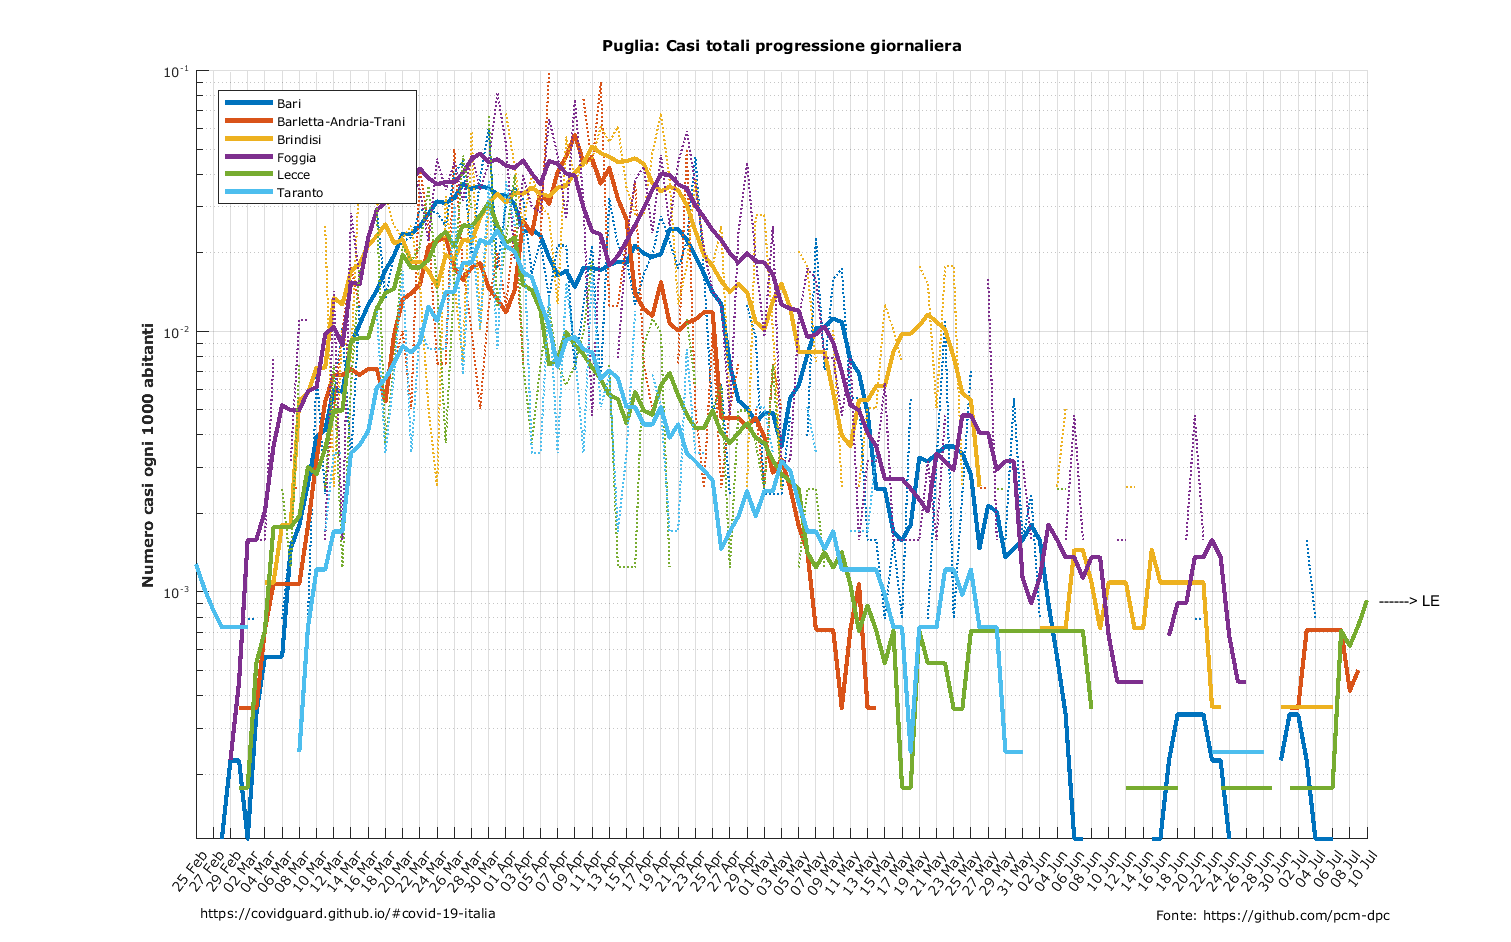 Puglia: Casi totali progressione giornaliera
10-1
Bari
Barletta-Andria-Trani
Brindisi
Foggia
Lecce
Taranto
Numero casi ogni 1000 abitanti
10-2
10-3
------> LE
25 Feb
27 Feb
29 Feb
02 Mar
04 Mar
06 Mar
08 Mar
10 Mar
12 Mar
14 Mar
16 Mar
18 Mar
20 Mar
22 Mar
24 Mar
26 Mar
28 Mar
30 Mar
01 Apr
03 Apr
05 Apr
07 Apr
09 Apr
11 Apr
13 Apr
15 Apr
17 Apr
19 Apr
21 Apr
23 Apr
25 Apr
27 Apr
29 Apr
01 May
03 May
05 May
07 May
09 May
11 May
13 May
15 May
17 May
19 May
21 May
23 May
25 May
27 May
29 May
31 May
02 Jun
04 Jun
06 Jun
08 Jun
10 Jun
12 Jun
14 Jun
16 Jun
18 Jun
20 Jun
22 Jun
24 Jun
26 Jun
28 Jun
30 Jun
02 Jul
04 Jul
06 Jul
08 Jul
10 Jul
https://covidguard.github.io/#covid-19-italia
Fonte: https://github.com/pcm-dpc